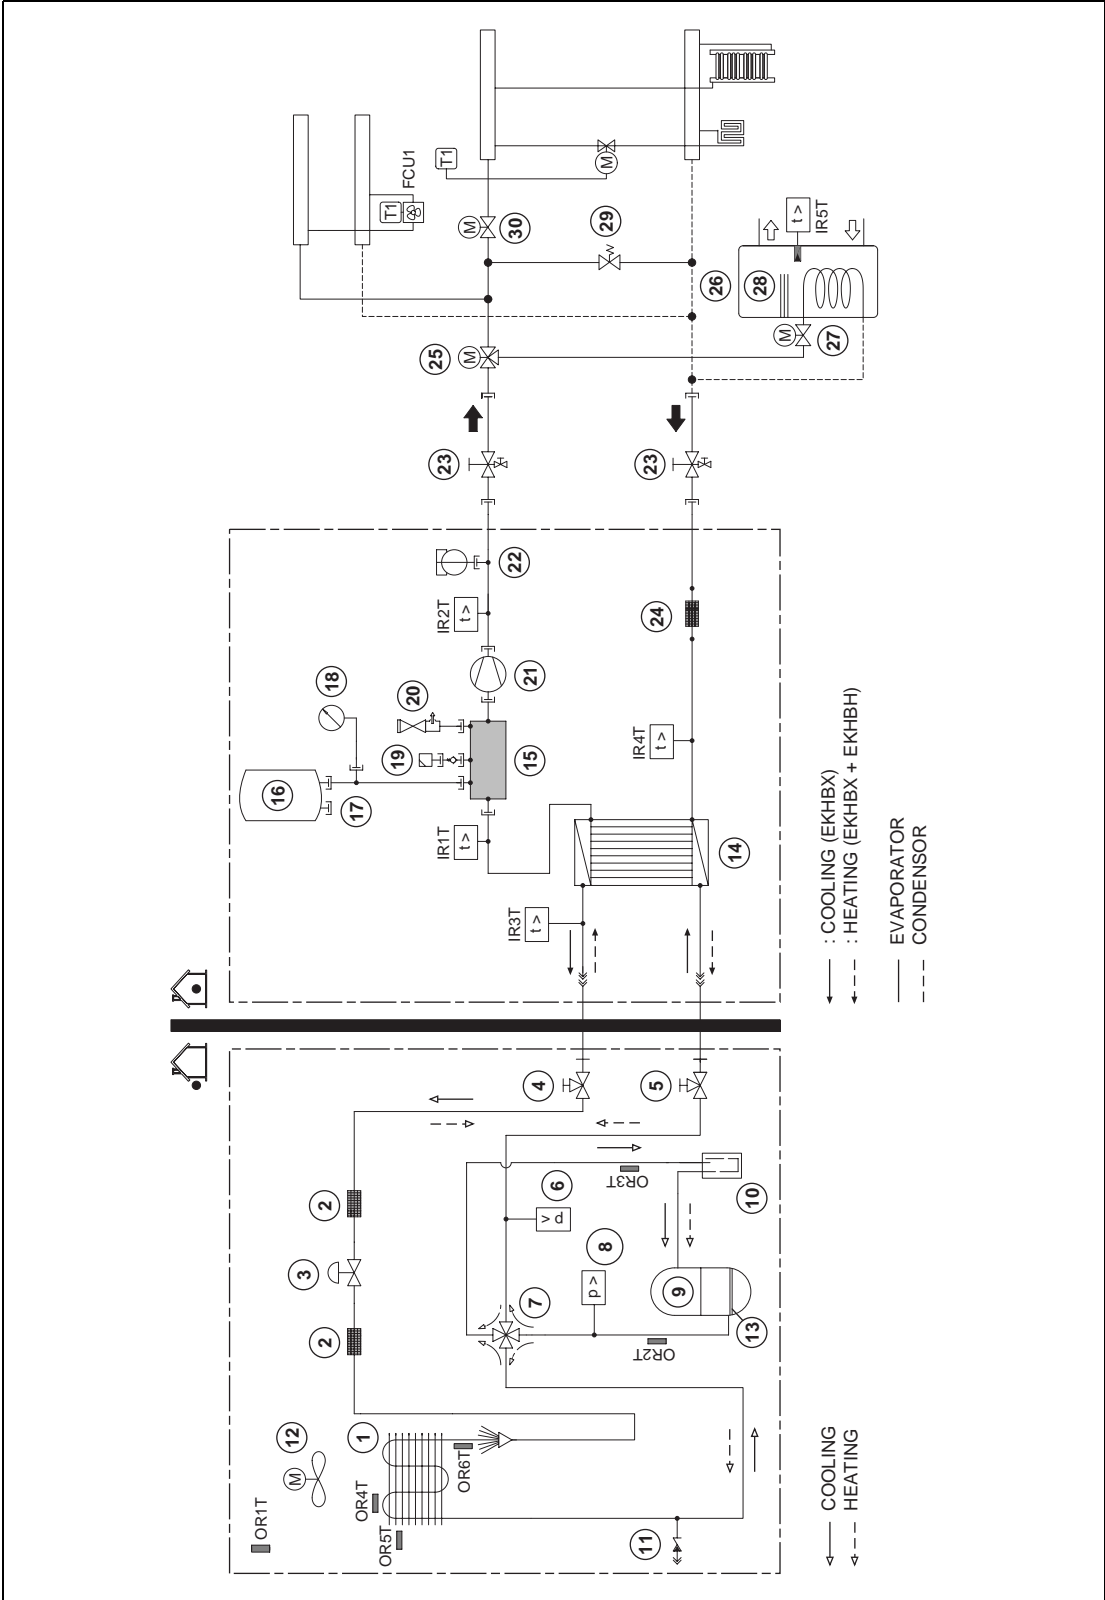 FCU1
T1
T1
M
M
30
29
M
25
26
28
t >
IR5T
M
27
23
23
22
IR2T
t >
24
18
20
21
19
15
16
17
IR4T
t >
IR1T
t >
14
IR3T
t >
: COOLING (EKHBX)
: HEATING (EKHBX + EKHBH)
EVAPORATOR
CONDENSOR
4
5
2
3
2
6
p >
OR3T
10
8
p >
7
9
13
OR2T
12
M
1
OR1T
OR4T
OR5T
OR6T
11
COOLING
HEATING